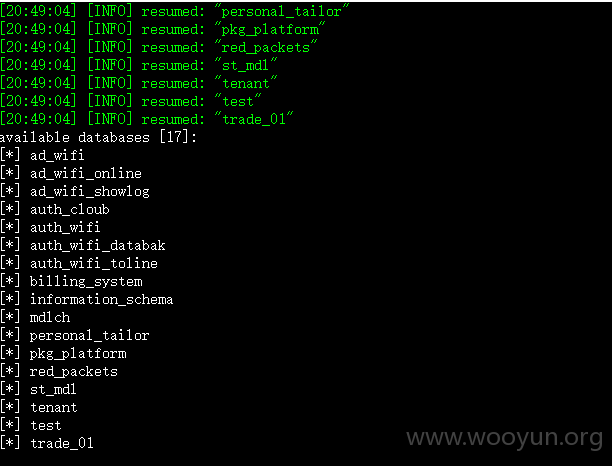 [20:49:04] [INFO] resumed: "personal_tailor"
[20:49:04] [INFO] resumed: "pkg_platform"
[20:49:04] [INFO] resumed: "red_packets"
[20:49:04] [INFO] resumed: "st_mdl"
[20:49:04] [INFO] resumed: "tenant"
[20:49:04] [INFO] resumed: "test"
[20:49:04] [INFO] resumed: "trade_01"
available databases [17]:
[*] ad_wifi
[*] ad_wifi_online
[*] ad_wifi_showlog
[*] auth_cloub
[*] auth_wifi
[*] auth_wifi_databak
[*] auth_wifi_toline
[*] billing_system
[*] information_schema
[*] mdlch
[*] personal_tailor
[*] pkg_platform
[*] red_packets
[*] st_mdl
[*] tenant
[*] test
[*] trade_01
www.wooyun.org